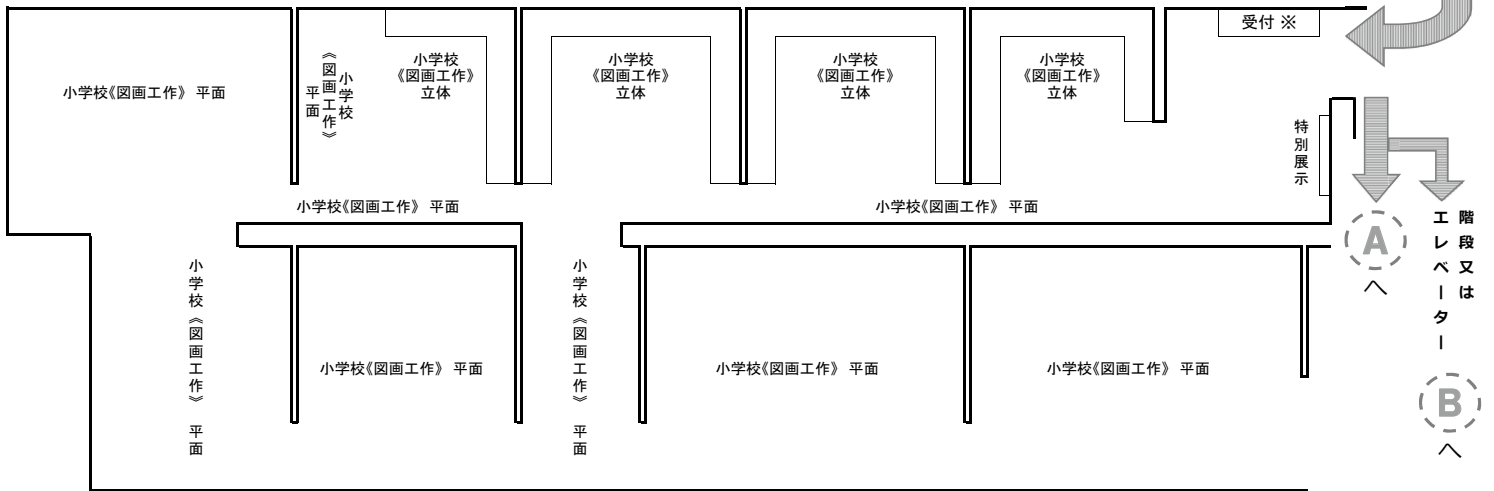 受付 ※
小学校《図画工作》 平面
小学校
《図画工作》
平面
小学校
《図画工作》
立体
小学校
《図画工作》
立体
小学校
《図画工作》
立体
小学校
《図画工作》
立体
特別展示
小学校《図画工作》 平面
小学校《図画工作》 平面
A
へ
階段又は
エレベーター
B
へ
小学校《図画工作》 平面
小学校《図画工作》 平面
小学校《図画工作》 平面
小学校《図画工作》 平面
小学校《図画工作》 平面